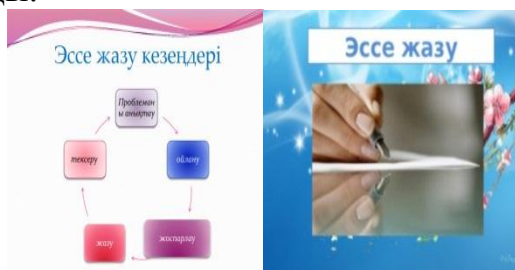 Эссе жазу кезеңдері
Проблеман
ы анықтау
ойлану
жоспарлау
жазу
тексеру
Эссе жазу